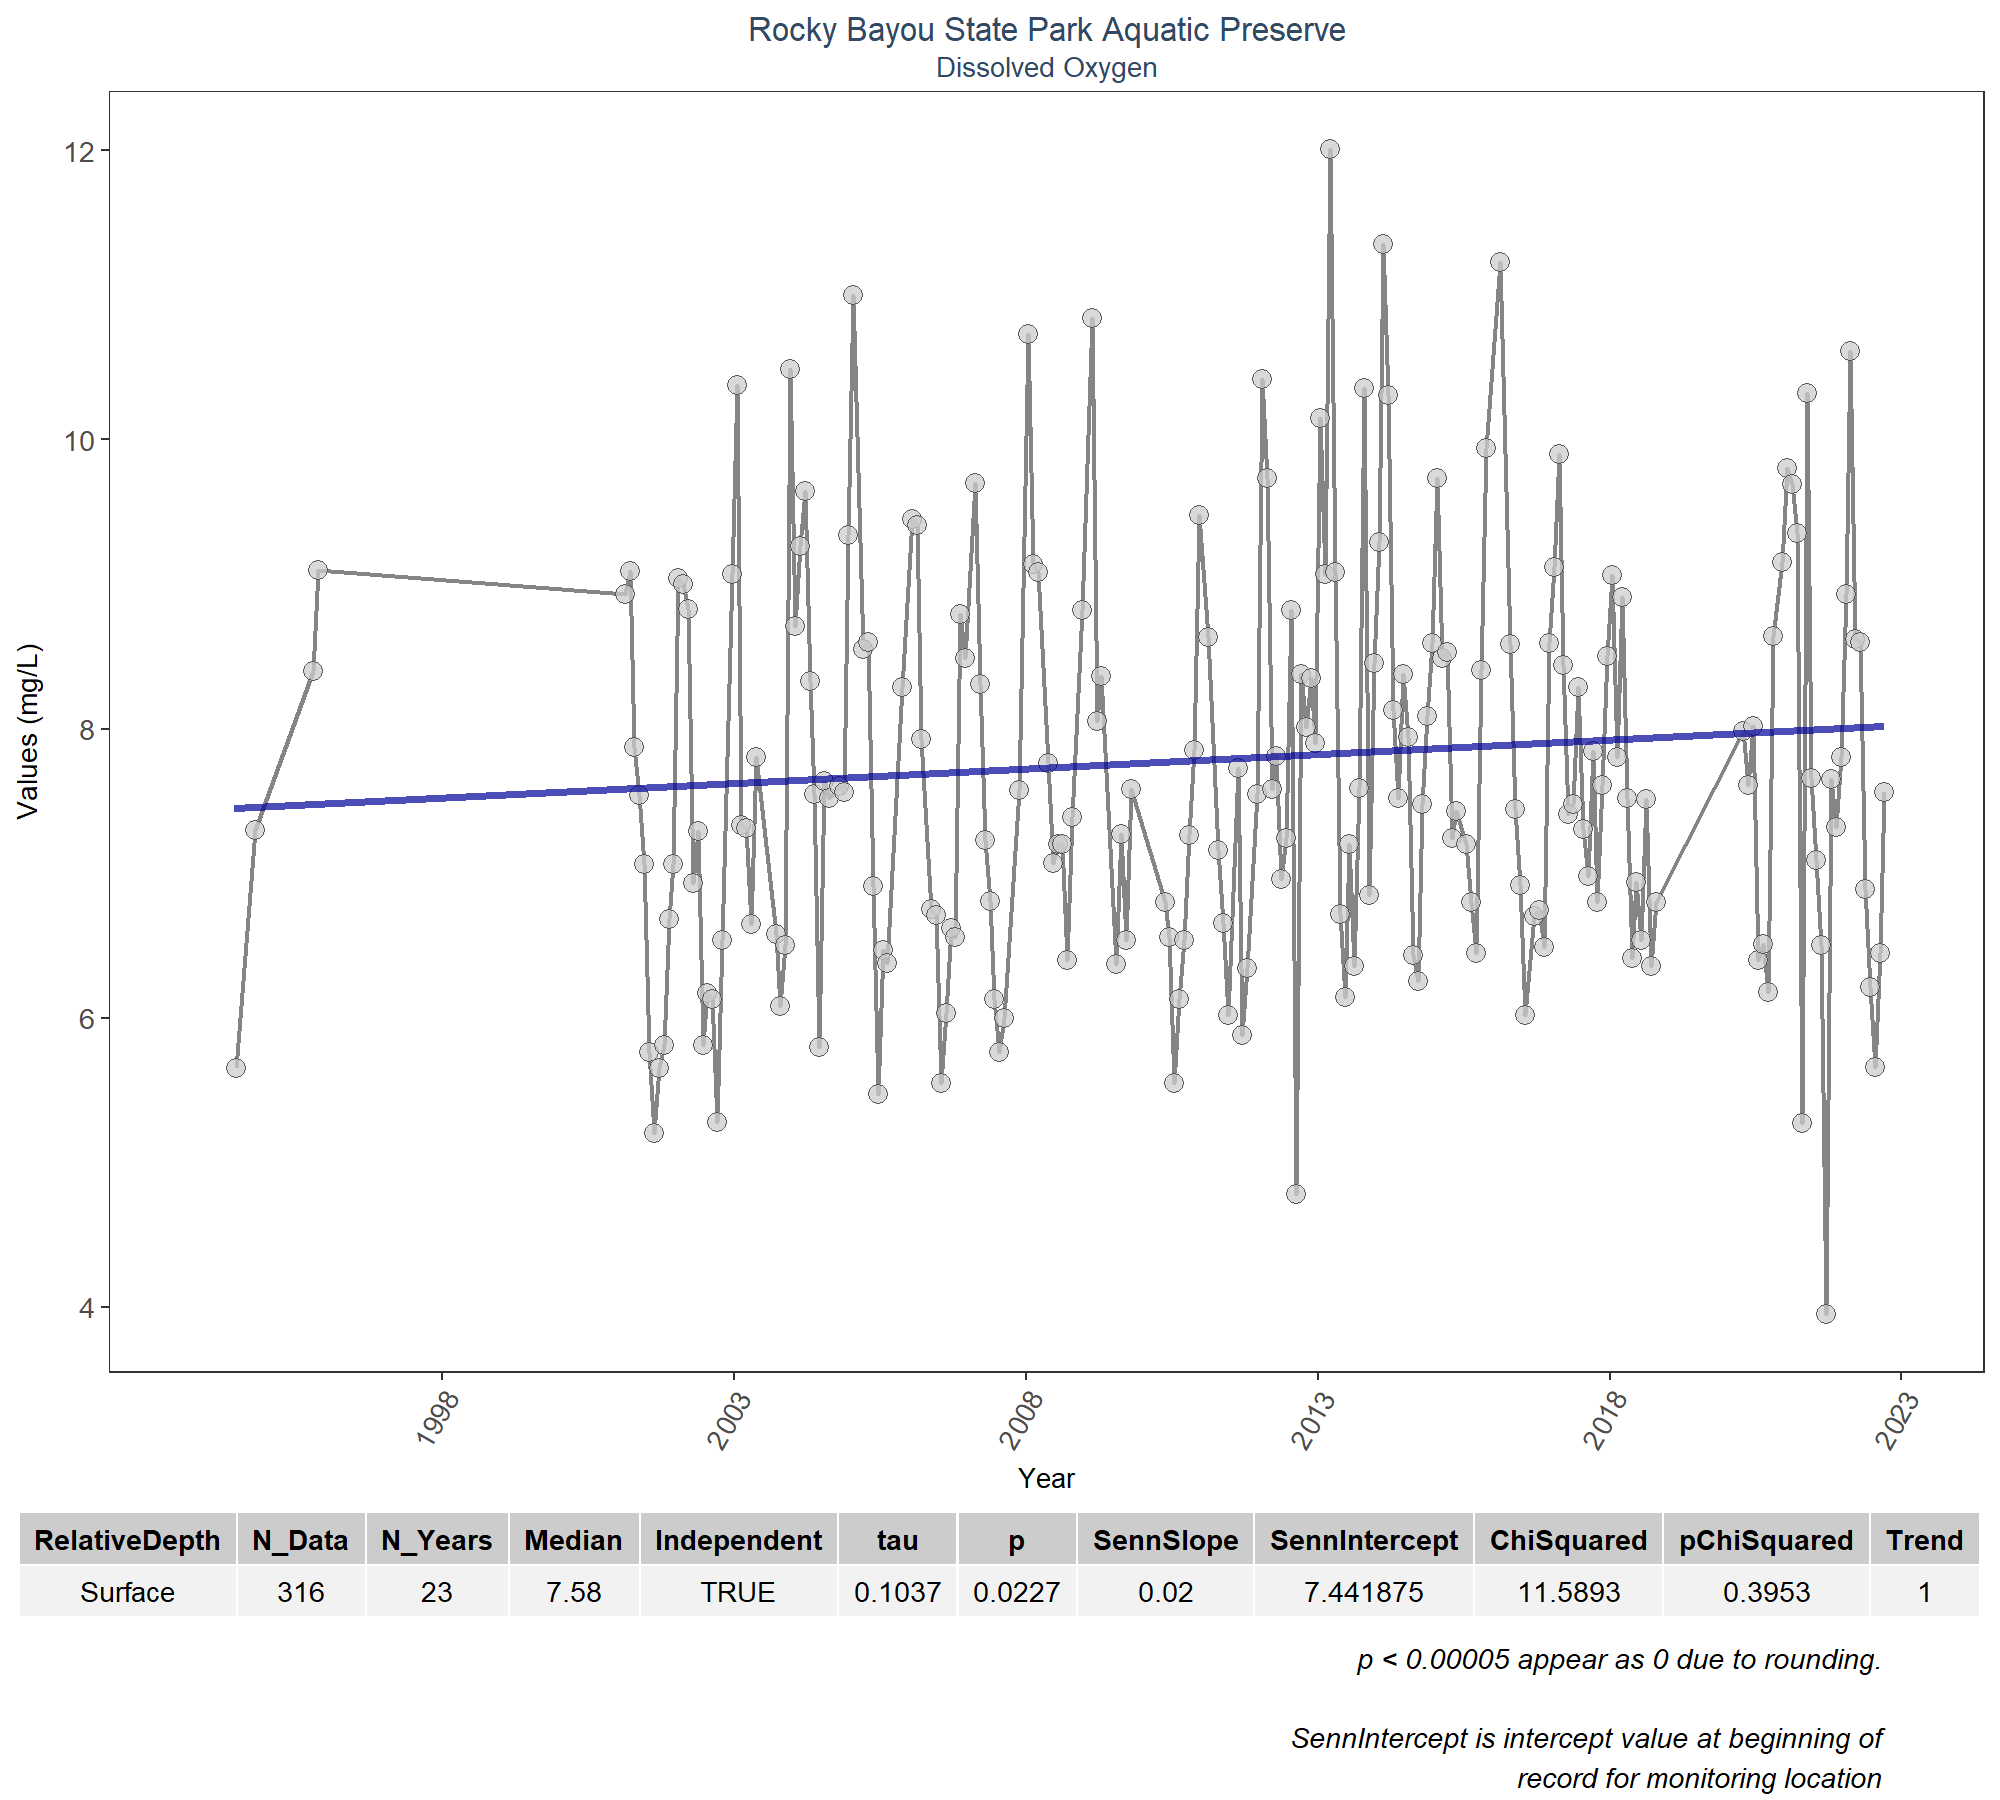 Rocky Bayou State Park Aquatic Preserve
Dissolved Oxygen
Values (mg/L)
12
10
8
6
4
1998
2003
2008
2013
2018
2023
Year
RelativeDepth N_Data N_Years Median Independent tau p SennSlope SennIntercept ChiSquared pChiSquared Trend
Surface 316 23 7.58 TRUE 0.1037 0.0227 0.02 7.441875 11.5893 0.3953 1
p < 0.00005 appear as 0 due to rounding.
SennIntercept is intercept value at beginning of
record for monitoring location